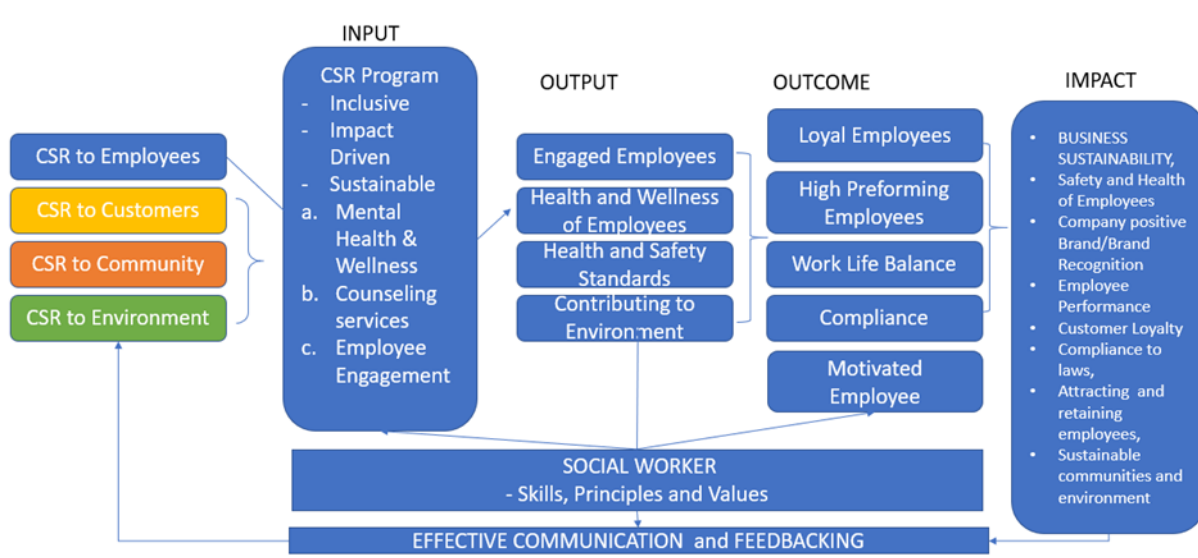 INPUT
CSR Program
- Inclusive
- Impact
Driven
- Sustainable
a. Mental
Health &
Wellness
b. Counseling
services
c. Employee
Engagement
CSR to Employees
CSR to Customers
CSR to Community
CSR to Environment
OUTPUT
Engaged Employees
Health and Wellness
of Employees
Health and Safety
Standards
Contributing to
Environment
OUTCOME
Loyal Employees
High Preforming
Employees
Work Life Balance
Compliance
Motivated
Employee
IMPACT
• BUSINESS
SUSTAINABILITY,
• Safety and Health
of Employees
• Company positive
Brand/Brand
Recognition
• Employee
Performance
• Customer Loyalty
• Compliance to
laws,
• Attracting and
retaining
employees,
• Sustainable
communities and
environment
SOCIAL WORKER
- Skills, Principles and Values
EFFECTIVE COMMUNICATION and FEEDBACKING